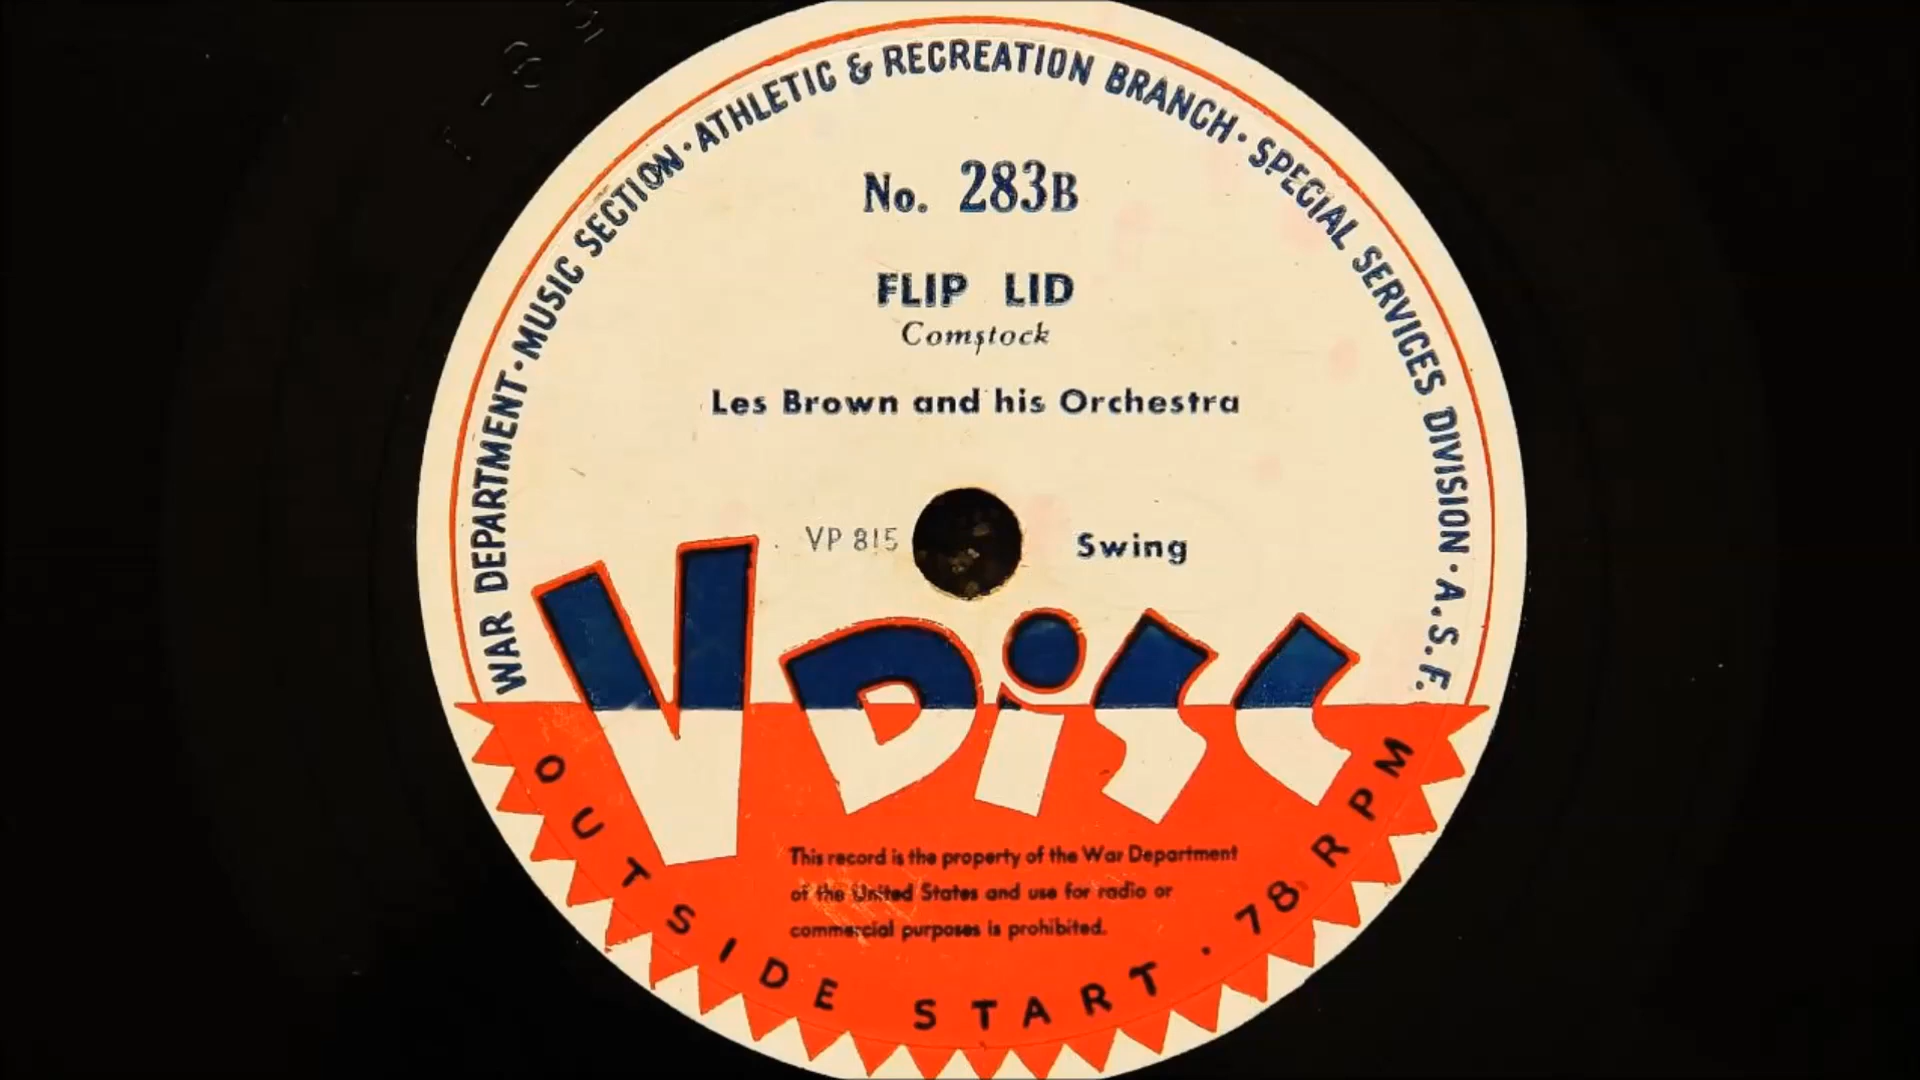 WAR DEPARTMENT · MUSIC SECTION · ATHLETIC & RECREATION BRANCH · SPECIAL SERVICES DIVISION · A.S.F.
No. 283B
FLIP LID
Comstock
Les Brown and his Orchestra
VP 815
Swing
V Disc
This record is the property of the War Department
of the United States and use for radio or
commercial purposes is prohibited.
OUTSIDE START · 78 RPM